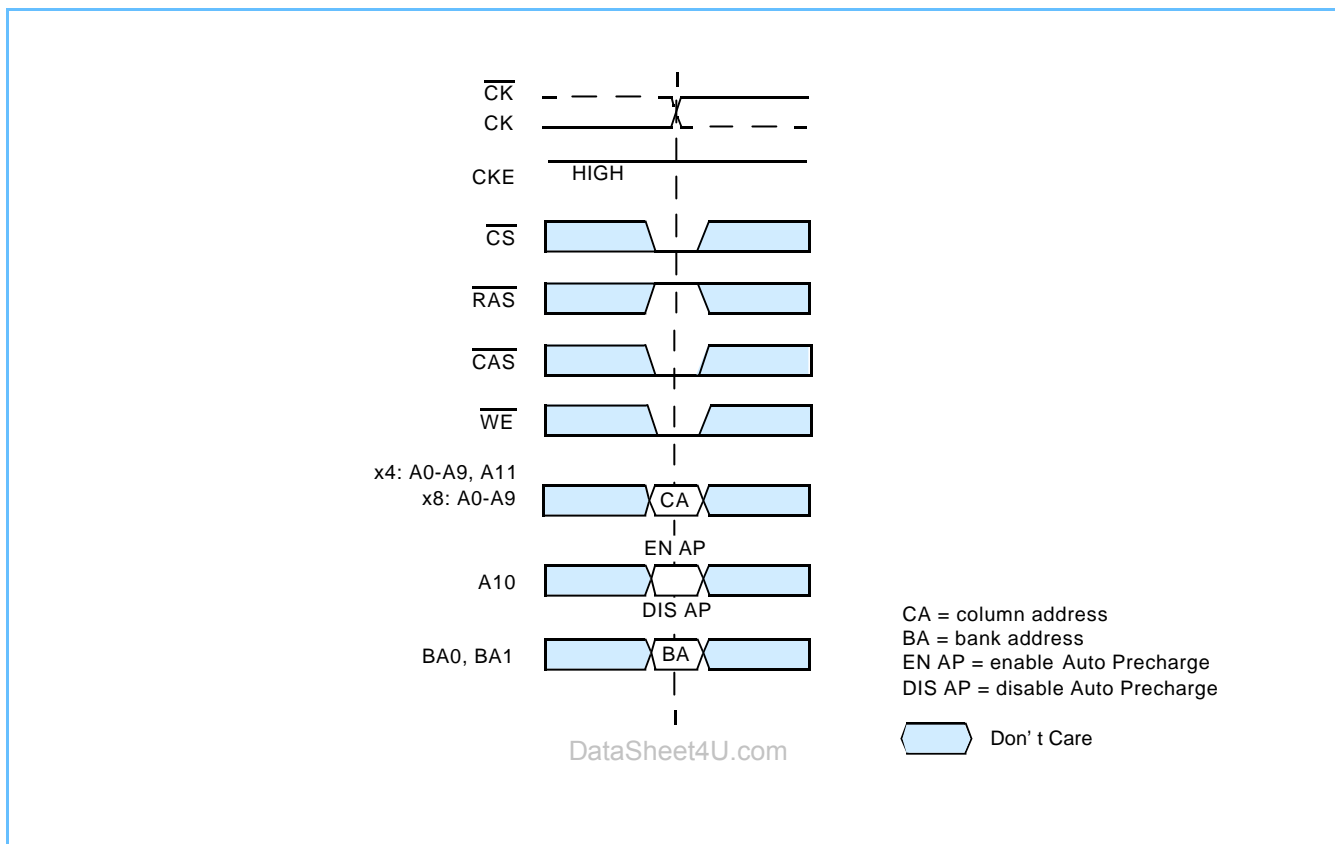 CK
CK
CKE
HIGH
CS
RAS
CAS
WE
x4: A0-A9, A11
x8: A0-A9
CA
EN AP
A10
DIS AP
BA0, BA1
BA
CA = column address
BA = bank address
EN AP = enable Auto Precharge
DIS AP = disable Auto Precharge
Don' t Care
DataSheet4U.com